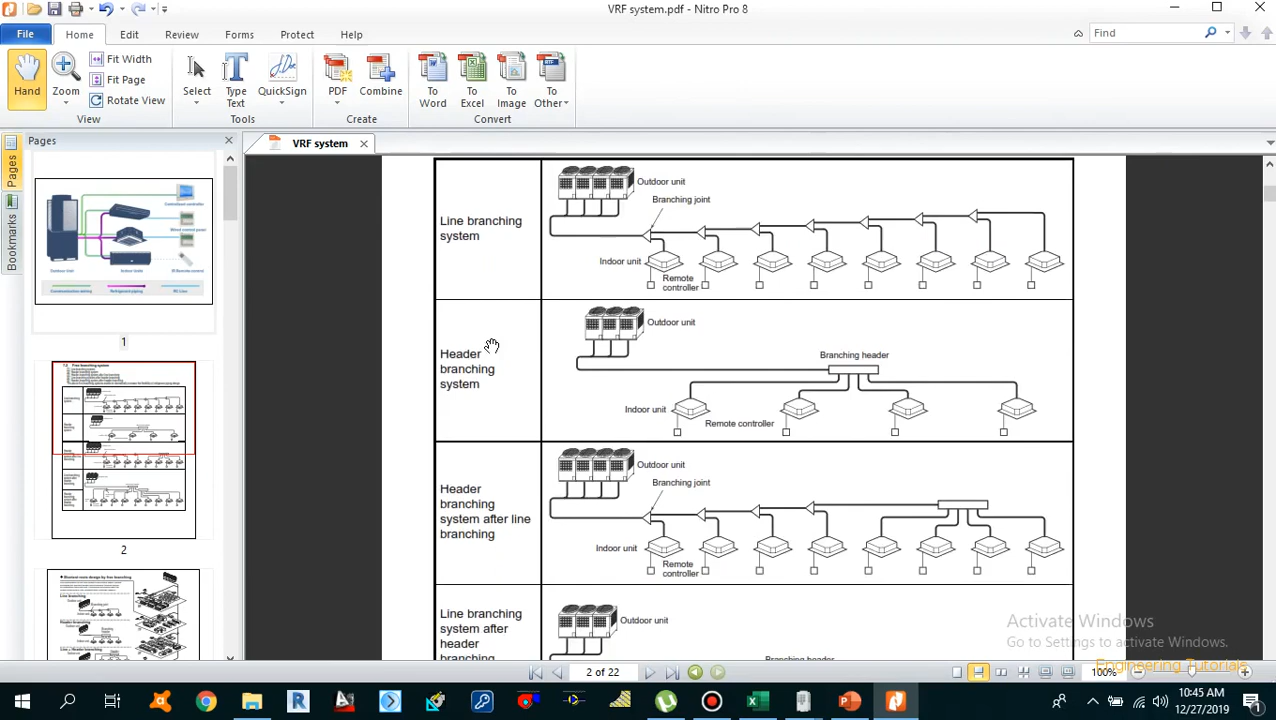 VRF system.pdf - Nitro Pro 8
File
Home
Edit
Review
Forms
Protect
Help
Find
Hand
Zoom
Fit Width
Fit Page
Rotate View
View
Select
Type
Text
QuickSign
Tools
PDF
Combine
Create
To
Word
To
Excel
To
Image
To
Other
Convert
Pages
VRF system
Pages
Bookmarks
1
2
Line branching
system
Outdoor unit
Branching joint
Indoor unit
Remote
controller
Header
branching
system
Outdoor unit
Branching header
Indoor unit
Remote controller
Header
branching
system after line
branching
Outdoor unit
Branching joint
Indoor unit
Remote
controller
Line branching
system after
header
branching
Outdoor unit
Branching header
Activate Windows
Go to Settings to activate Windows.
Engineering Tutorials
2 of 22
100%
10:45 AM
12/27/2019